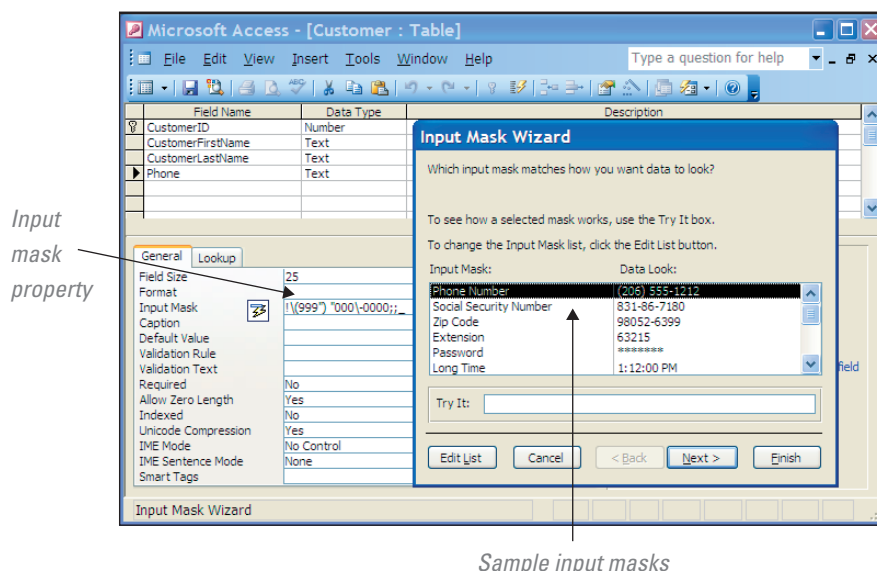 Microsoft Access - [Customer : Table]
File Edit View Insert Tools Window Help Type a question for help
Field Name Data Type Description
CustomerID Number
CustomerFirstName Text
CustomerLastName Text
Phone Text
Input Mask Wizard
Which input mask matches how you want data to look?
To see how a selected mask works, use the Try It box.
To change the Input Mask list, click the Edit List button.
Input Mask: Data Look:
Phone Number (206) 555-1212
Social Security Number 831-86-7180
Zip Code 98052-6399
Extension 63215
Password *******
Long Time 1:12:00 PM
Try It:
Edit List Cancel < Back Next > Finish
Input
mask
property
General Lookup
Field Size 25
Format
Input Mask !\(999") "000\-0000;;_
Caption
Default Value
Validation Rule
Validation Text
Required No
Allow Zero Length Yes
Indexed No
Unicode Compression Yes
IME Mode No Control
IME Sentence Mode None
Smart Tags
field
Input Mask Wizard
Sample input masks